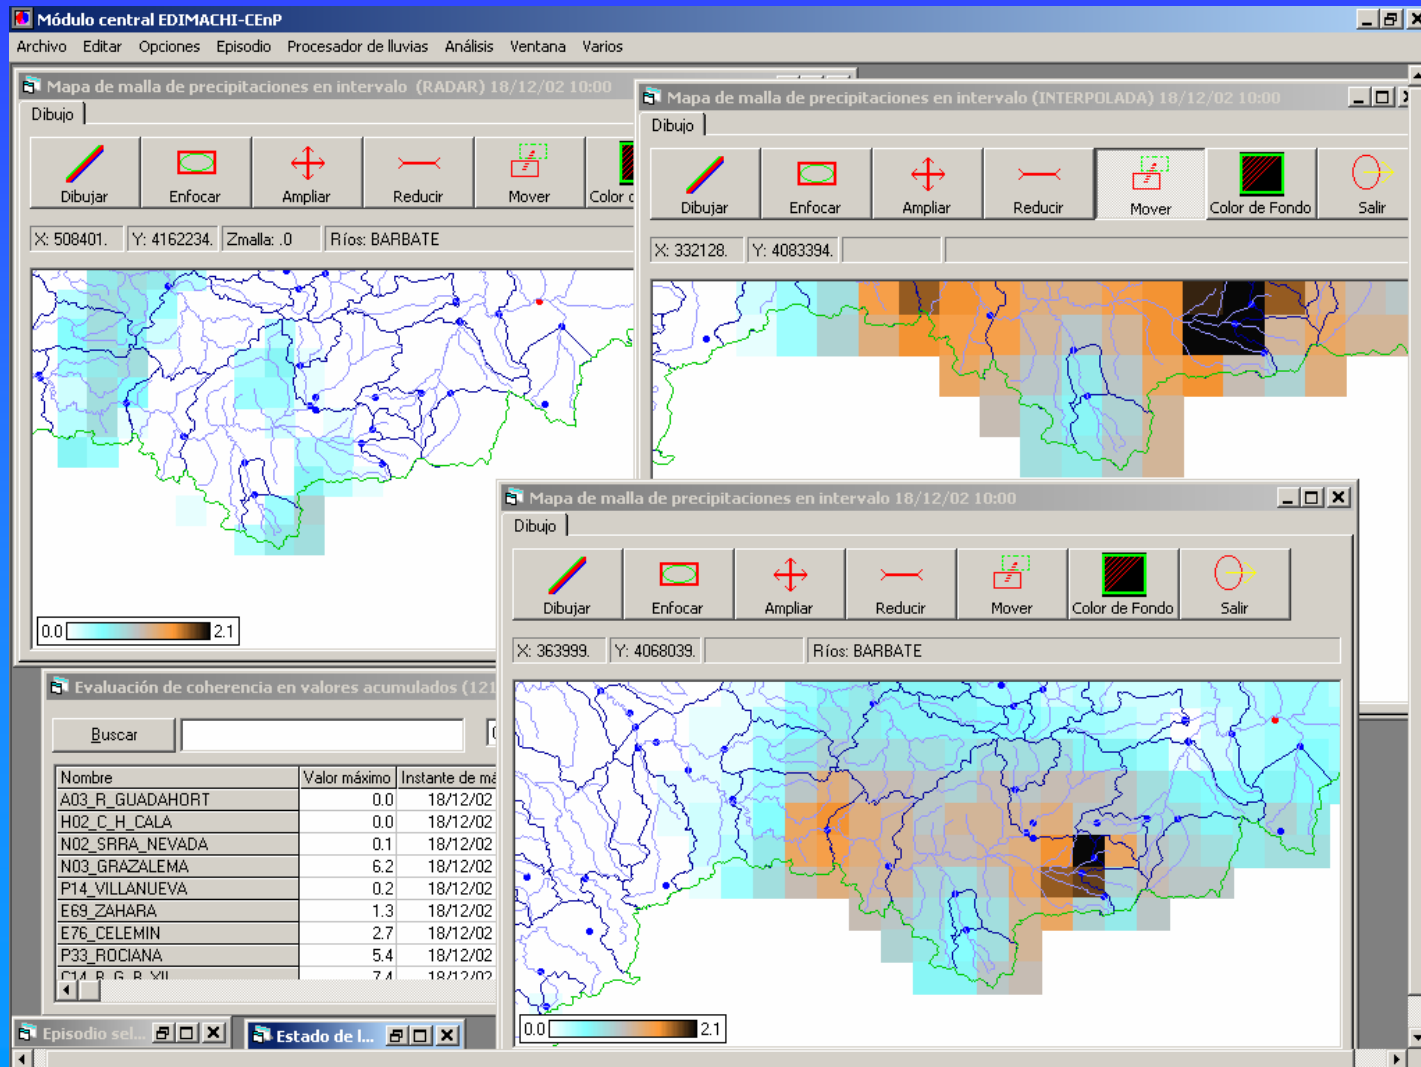 Módulo central EDIMACHI-CEnP
Archivo Editar Opciones Episodio Procesador de lluvias Análisis Ventana Varios
Mapa de malla de precipitaciones en intervalo (RADAR) 18/12/02 10:00
Dibujo
Dibujar Enfocar Ampliar Reducir Mover Color
X: 508401. Y: 4162234. Zmalla: .0 Ríos: BARBATE
0.0 2.1
Mapa de malla de precipitaciones en intervalo (INTERPOLADA) 18/12/02 10:00
Dibujo
Dibujar Enfocar Ampliar Reducir Mover Color de Fondo Salir
X: 332128. Y: 4083394.
Mapa de malla de precipitaciones en intervalo 18/12/02 10:00
Dibujo
Dibujar Enfocar Ampliar Reducir Mover Color de Fondo Salir
X: 363999. Y: 4068039. Ríos: BARBATE
0.0 2.1
Evaluación de coherencia en valores acumulados (121
Buscar
Nombre Valor máximo Instante de má
A03_R_GUADAHORT 0.0 18/12/02
H02_C_H_CALA 0.0 18/12/02
N02_SRRA_NEVADA 0.1 18/12/02
N03_GRAZALEMA 6.2 18/12/02
P14_VILLANUEVA 0.2 18/12/02
E69_ZAHARA 1.3 18/12/02
E76_CELEMIN 2.7 18/12/02
P33_ROCIANA 5.4 18/12/02
7.4 18/12/02
Episodio sel... Estado de l...